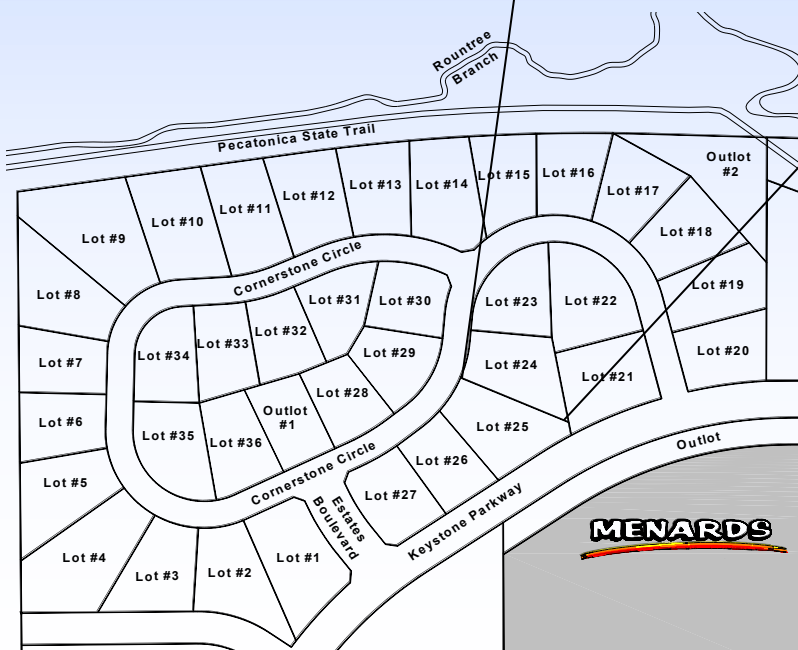 Rountree
Branch
Pecatonica State Trail
Outlot
#2
Lot #9
Lot #10
Lot #11
Lot #12
Lot #13
Lot #14
Lot #15
Lot #16
Lot #17
Lot #18
Lot #19
Lot #20
Lot #8
Lot #7
Lot #6
Lot #5
Lot #4
Lot #3
Lot #2
Lot #1
Cornerstone Circle
Lot #34
Lot #33
Lot #32
Lot #31
Lot #30
Lot #29
Lot #28
Outlot
#1
Lot #36
Lot #35
Lot #23
Lot #22
Lot #24
Lot #21
Lot #25
Lot #26
Lot #27
Cornerstone Circle
Estates
Boulevard
Keystone Parkway
Outlot
MENARDS